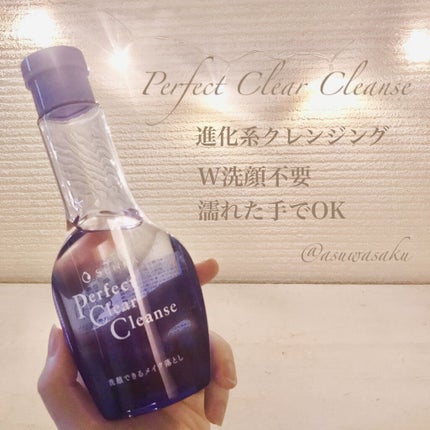 Perfect Clear Cleanse
進化系クレンジング
W洗顔不要
濡れた手でOK
@asuwasaku
Perfect
Clear
Cleanse
洗顔できるメイク落とし